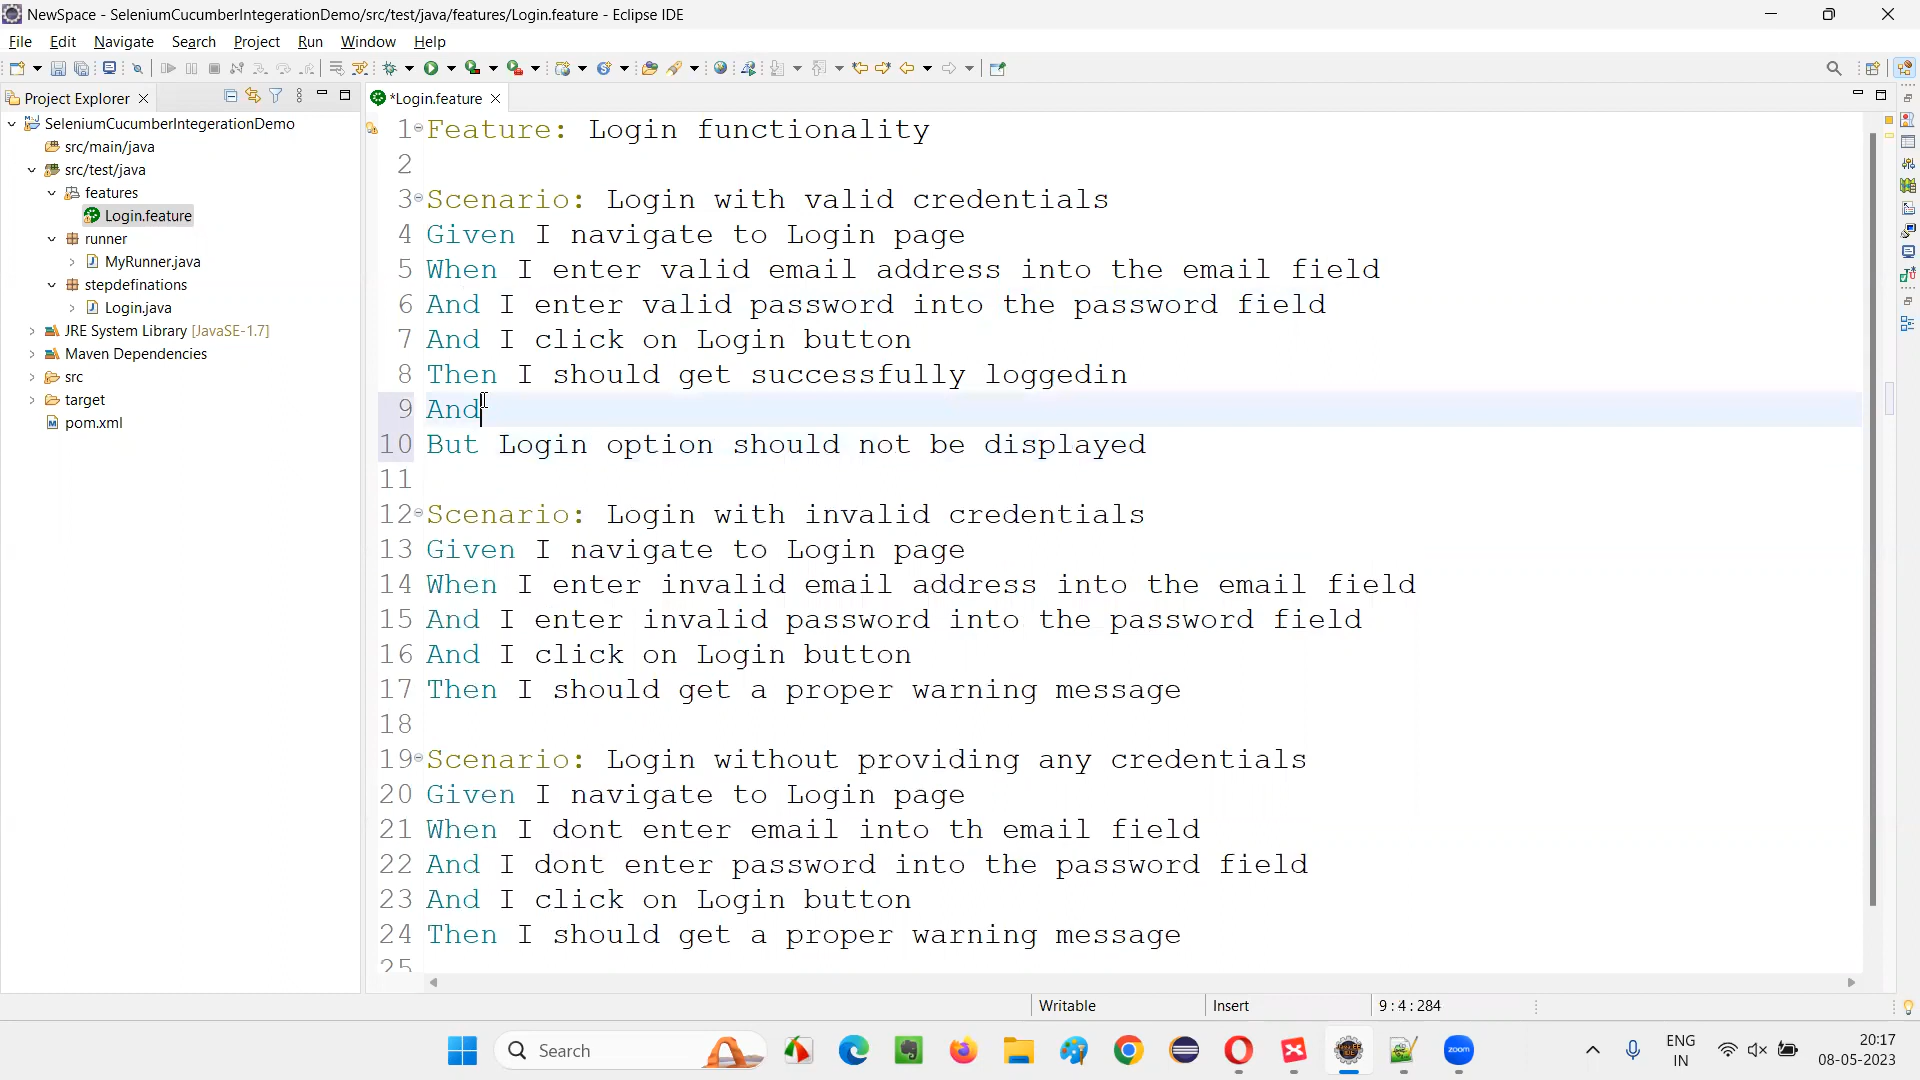 NewSpace - SeleniumCucumberIntegerationDemo/src/test/java/features/Login.feature - Eclipse IDE
File Edit Navigate Search Project Run Window Help
Project Explorer
*Login.feature
SeleniumCucumberIntegerationDemo
src/main/java
src/test/java
features
Login.feature
runner
MyRunner.java
stepdefinations
Login.java
JRE System Library [JavaSE-1.7]
Maven Dependencies
src
target
pom.xml
1 Feature: Login functionality
2
3 Scenario: Login with valid credentials
4 Given I navigate to Login page
5 When I enter valid email address into the email field
6 And I enter valid password into the password field
7 And I click on Login button
8 Then I should get successfully loggedin
9 And
10 But Login option should not be displayed
11
12 Scenario: Login with invalid credentials
13 Given I navigate to Login page
14 When I enter invalid email address into the email field
15 And I enter invalid password into the password field
16 And I click on Login button
17 Then I should get a proper warning message
18
19 Scenario: Login without providing any credentials
20 Given I navigate to Login page
21 When I dont enter email into th email field
22 And I dont enter password into the password field
23 And I click on Login button
24 Then I should get a proper warning message
25
Writable
Insert
9 : 4 : 284
Search
zoom
ENG
IN
20:17
08-05-2023